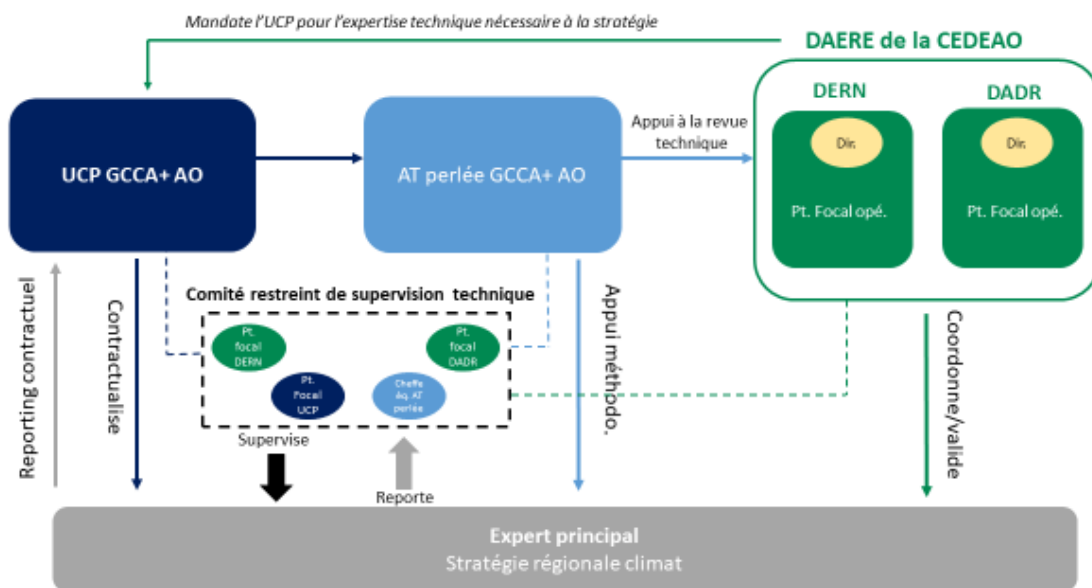 Mandate l'UCP pour l'expertise technique nécessaire à la stratégie
DAERE de la CEDEAO
DERN
DADR
Dir.
Dir.
Pt. Focal opé.
Pt. Focal opé.
UCP GCCA+ AO
AT perlée GCCA+ AO
Appui à la revue
technique
Reporting contractuel
Contractualise
Comité restreint de supervision technique
Pt.
focal
DERN
Pt.
focal
DADR
Pt.
Focal
UCP
Cheffe
éq. AT
perlée
Appui méthodo.
Coordonne/valide
Supervise
Reporte
Expert principal
Stratégie régionale climat